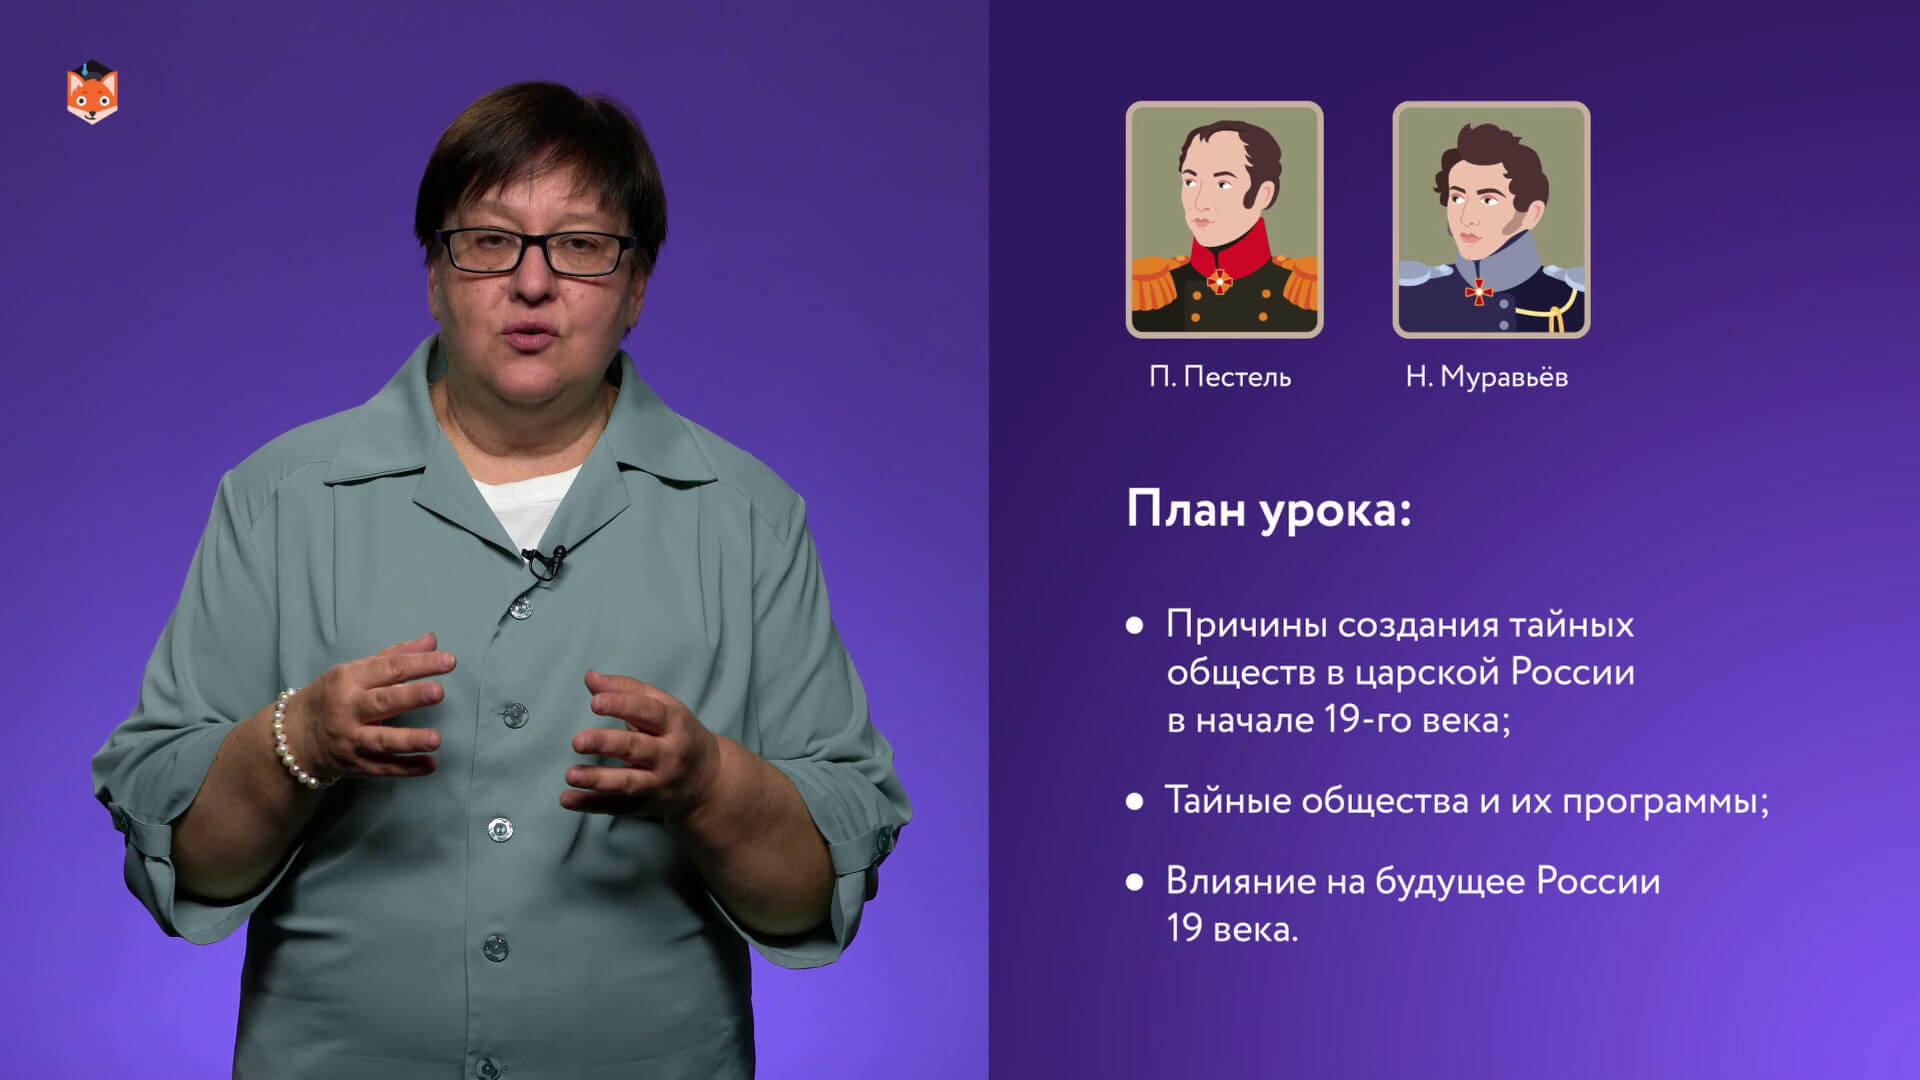 П. Пестель
Н. Муравьёв
План урока:
Причины создания тайных
обществ в царской России
в начале 19-го века;
Тайные общества и их программы;
Влияние на будущее России
19 века.